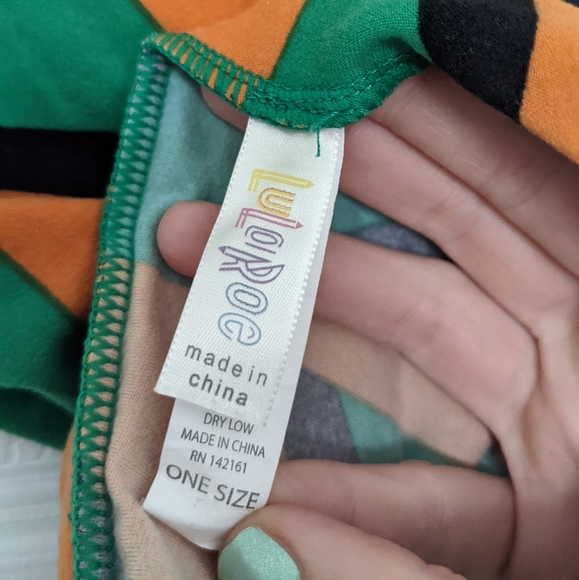 LuLaRoe
made in
china
DRY LOW
MADE IN CHINA
RN 142161
ONE SIZE